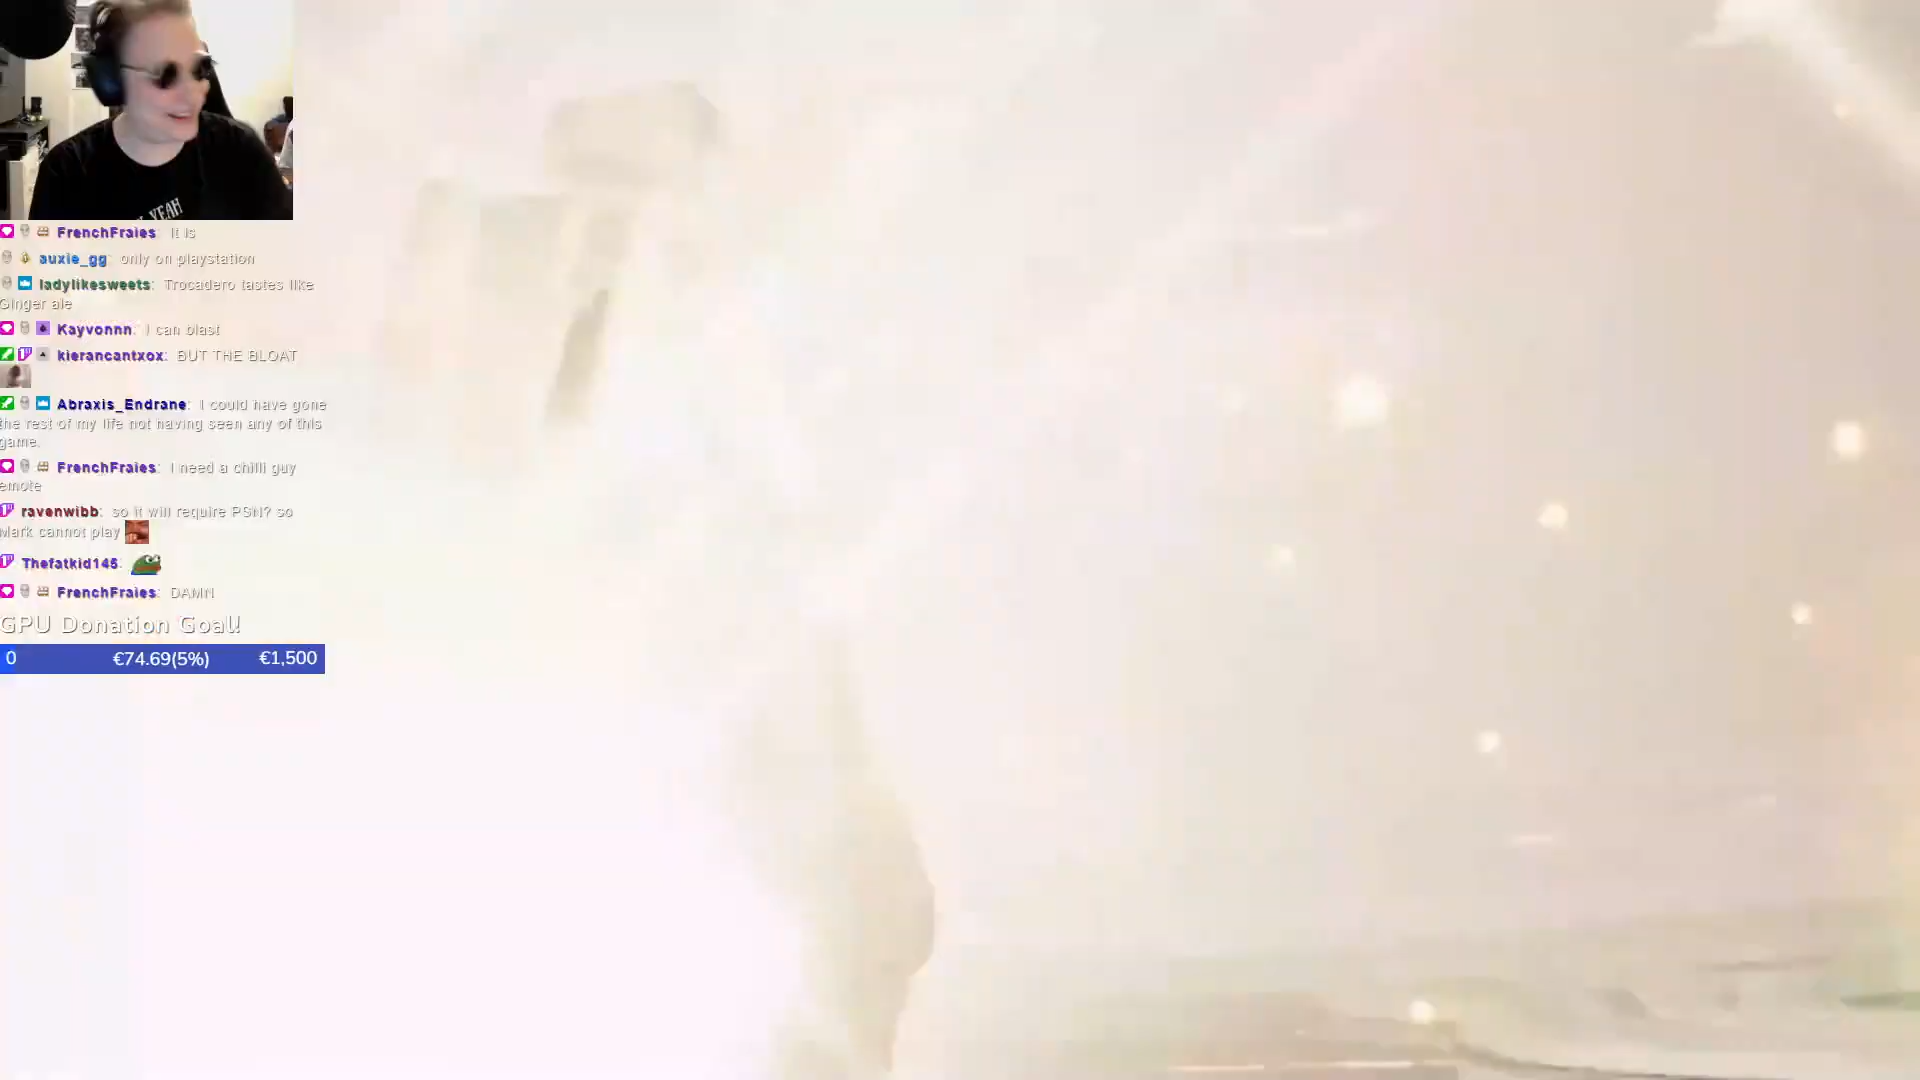 YEAH
FrenchFraies: It is
auxie_gg: only on playstation
ladylikesweets: Trocadero tastes like
Ginger ale
Kayvonnn: I can blast
kierancantxox: BUT THE BLOAT
Abraxis_Endrane: I could have gone
the rest of my life not having seen any of this
game.
FrenchFraies: I need a chilli guy
emote
ravenwibb: so it will require PSN? so
Mark cannot play
Thefatkid145:
FrenchFraies: DAMN
GPU Donation Goal!
0 €74.69(5%) €1,500